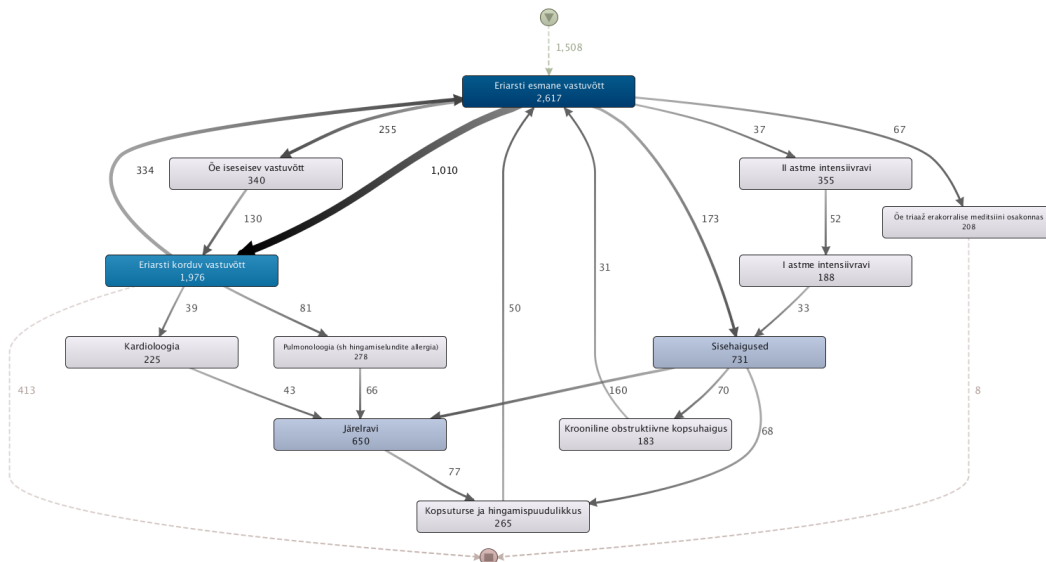 1,508
Eriarsti esmane vastuvõtt
2,617
255
37
67
334
Õe iseseisev vastuvõtt
340
1,010
II astme intensiivravi
355
130
173
52
Õe triaaž erakorralise meditsiini osakonnas
208
Eriarsti korduv vastuvõtt
1,976
31
I astme intensiivravi
188
39
81
50
33
Kardioloogia
225
Pulmonoloogia (sh hingamiselundite allergia)
278
Sisehaigused
731
413
43
66
160
70
8
Järelravi
650
Krooniline obstruktiivne kopsuhaigus
183
68
77
Kopsuturse ja hingamispuudulikkus
265